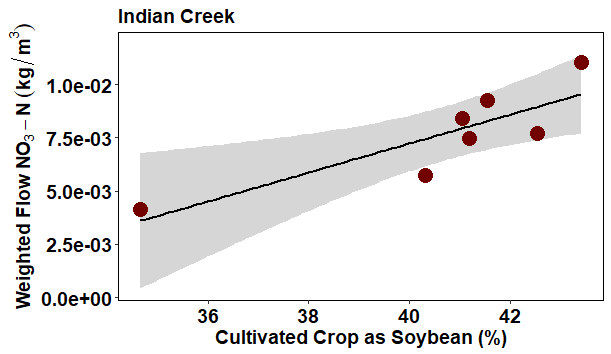 Indian Creek
Weighted Flow NO₃ − N (kg/m³)
1.0e-02
7.5e-03
5.0e-03
2.5e-03
0.0e+00
36 38 40 42
Cultivated Crop as Soybean (%)